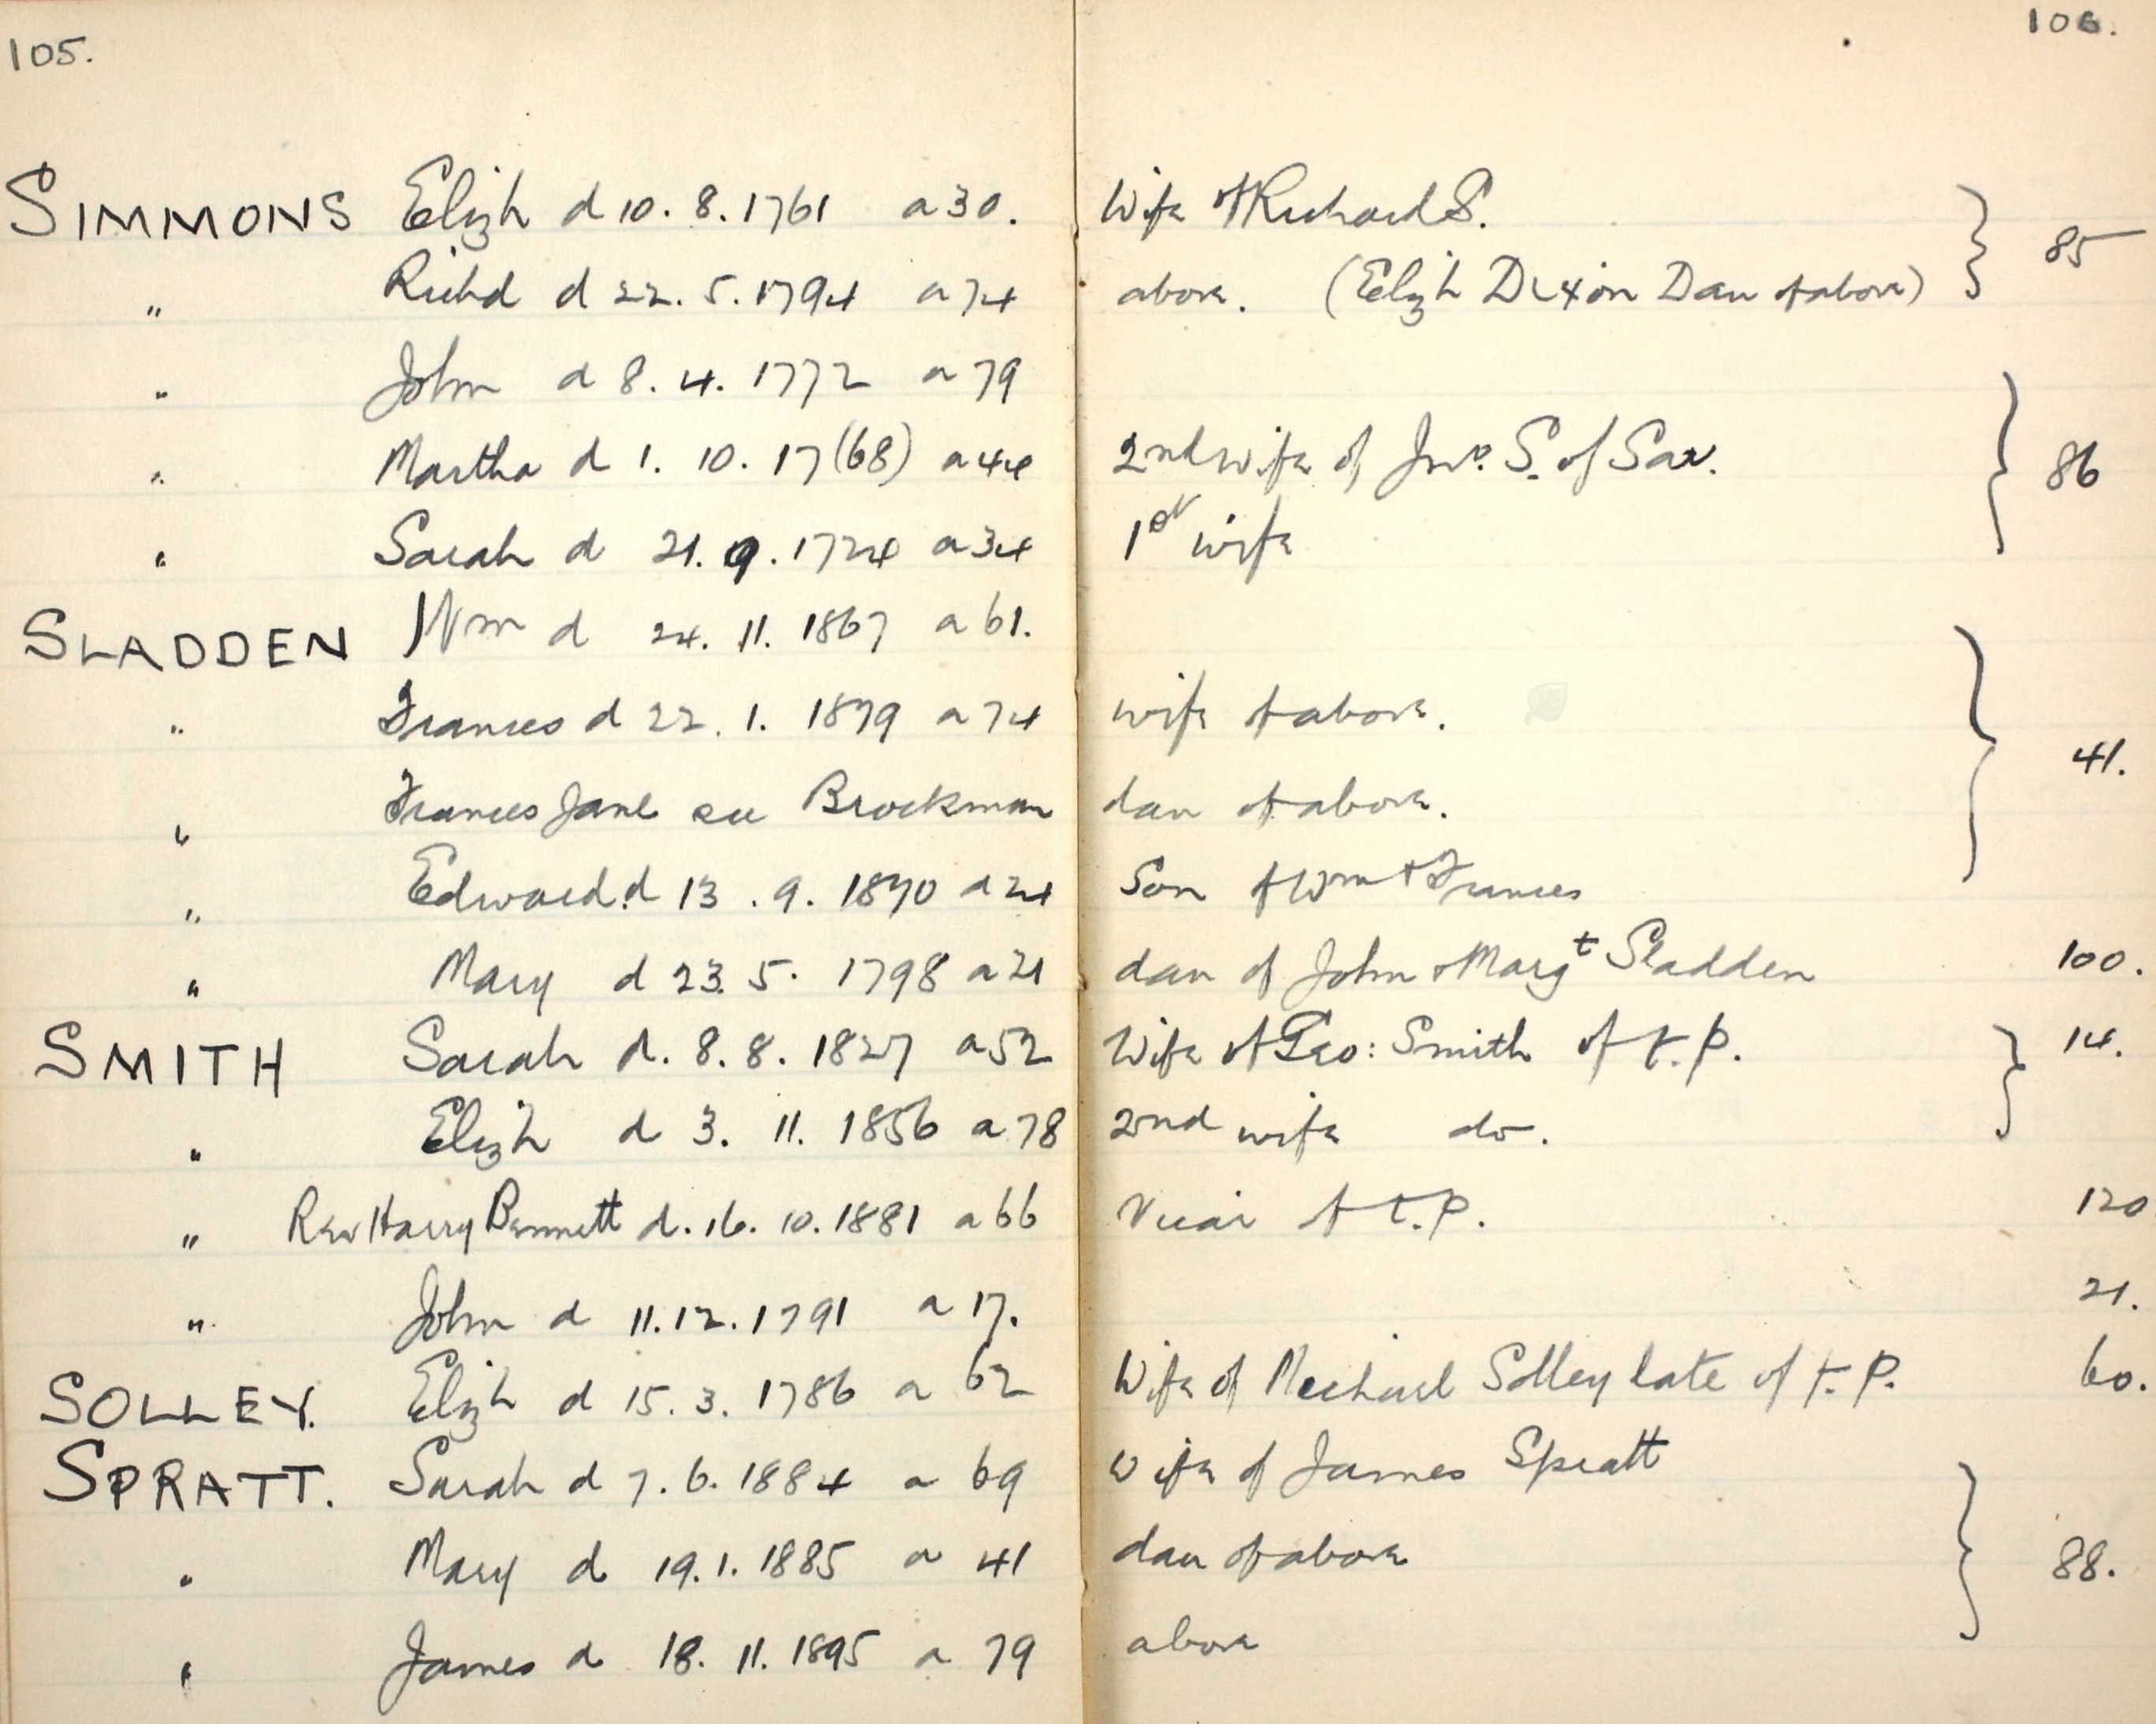 105.
106.
SIMMONS Elizh d 10. 8. 1761 a 30. Wife of Richard S.
" Richd d 22. 5. 1794 a 74 above. (Elizh Dixon Dau of above) } 85
" John d 8. 4. 1772 a 79
" Martha d 1. 10. 17(68) a 44 2nd wife of Jno. S. of Sar. } 86
" Sarah d 21. 9. 1724 a 34 1st wife
SLADDEN Wm d 24. 11. 1867 a 61.
" Frances d 22. 1. 1879 a 74 wife of above.
" Frances Jane see Brockman dau of above. } 41.
" Edward. d 13. 9. 1870 a 24 Son of Wm + Frances
" Mary d 23. 5. 1798 a 21 dau of John + Margt Sladden 100.
SMITH Sarah d. 8. 8. 1827 a 52 Wife of Geo: Smith of t. P. } 14.
" Elizh d 3. 11. 1856 a 78 2nd wife do.
" Rev Harry Bennett d. 16. 10. 1881 a 66 Vicar of t. P. 120
" John d 11. 12. 1791 a 17. 21.
SOLLEY. Elizh d 15. 3. 1786 a 62 Wife of Michael Solley late of t. P. 60.
SPRATT. Sarah d 7. 6. 1884 a 69 wife of James Spratt
" Mary d 19. 1. 1885 a 41 dau of above } 88.
" James d 18. 11. 1895 a 79 above